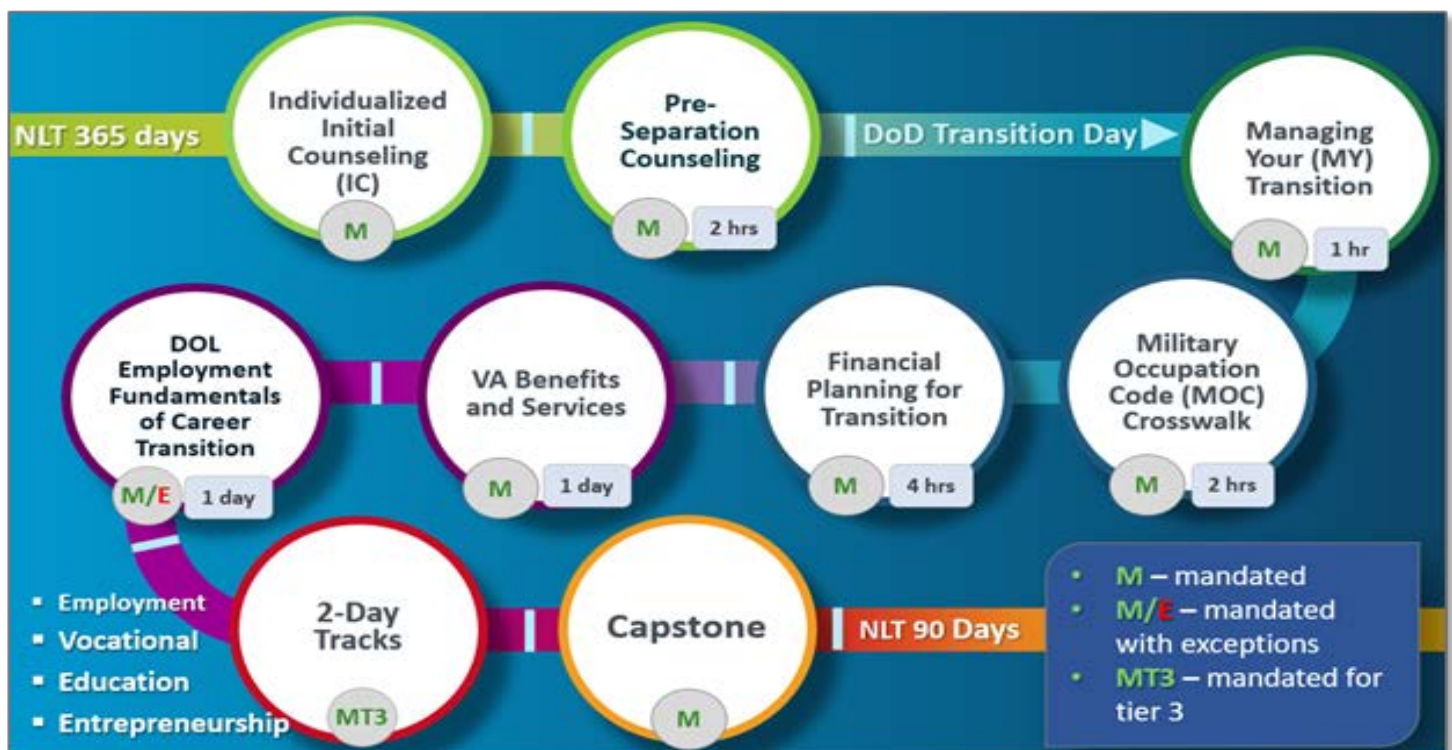 NLT 365 days
Individualized
Initial
Counseling
(IC)
M
Pre-
Separation
Counseling
M
2 hrs
DoD Transition Day
Managing
Your (MY)
Transition
M
1 hr
Military
Occupation
Code (MOC)
Crosswalk
M
2 hrs
Financial
Planning for
Transition
M
4 hrs
VA Benefits
and Services
M
1 day
DOL
Employment
Fundamentals
of Career
Transition
M/E
1 day
▪ Employment
▪ Vocational
▪ Education
▪ Entrepreneurship
2-Day
Tracks
MT3
Capstone
M
NLT 90 Days
• M – mandated
• M/E – mandated
with exceptions
• MT3 – mandated for
tier 3